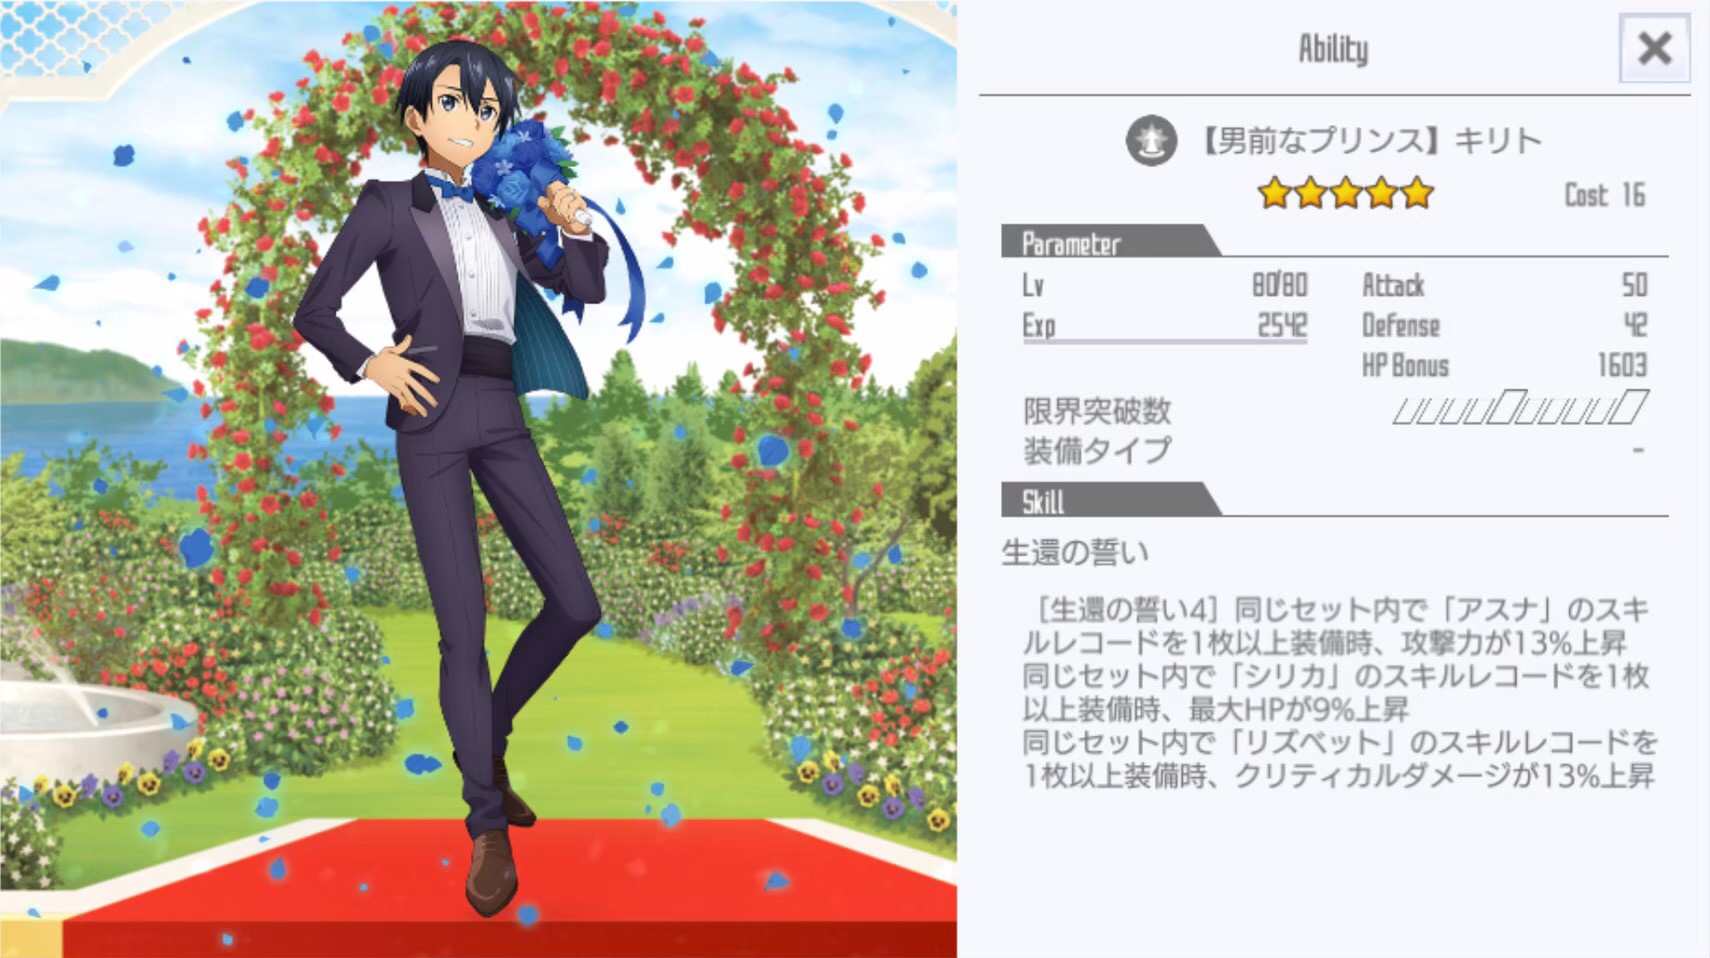 Ability
【男前なプリンス】キリト
Cost 16
Parameter
Lv 80/80 Attack 50
Exp 2542 Defense 42
HP Bonus 1603
限界突破数
装備タイプ -
Skill
生還の誓い
［生還の誓い4］同じセット内で「アスナ」のスキ
ルレコードを1枚以上装備時、攻撃力が13%上昇
同じセット内で「シリカ」のスキルレコードを1枚
以上装備時、最大HPが9%上昇
同じセット内で「リズベット」のスキルレコードを
1枚以上装備時、クリティカルダメージが13%上昇